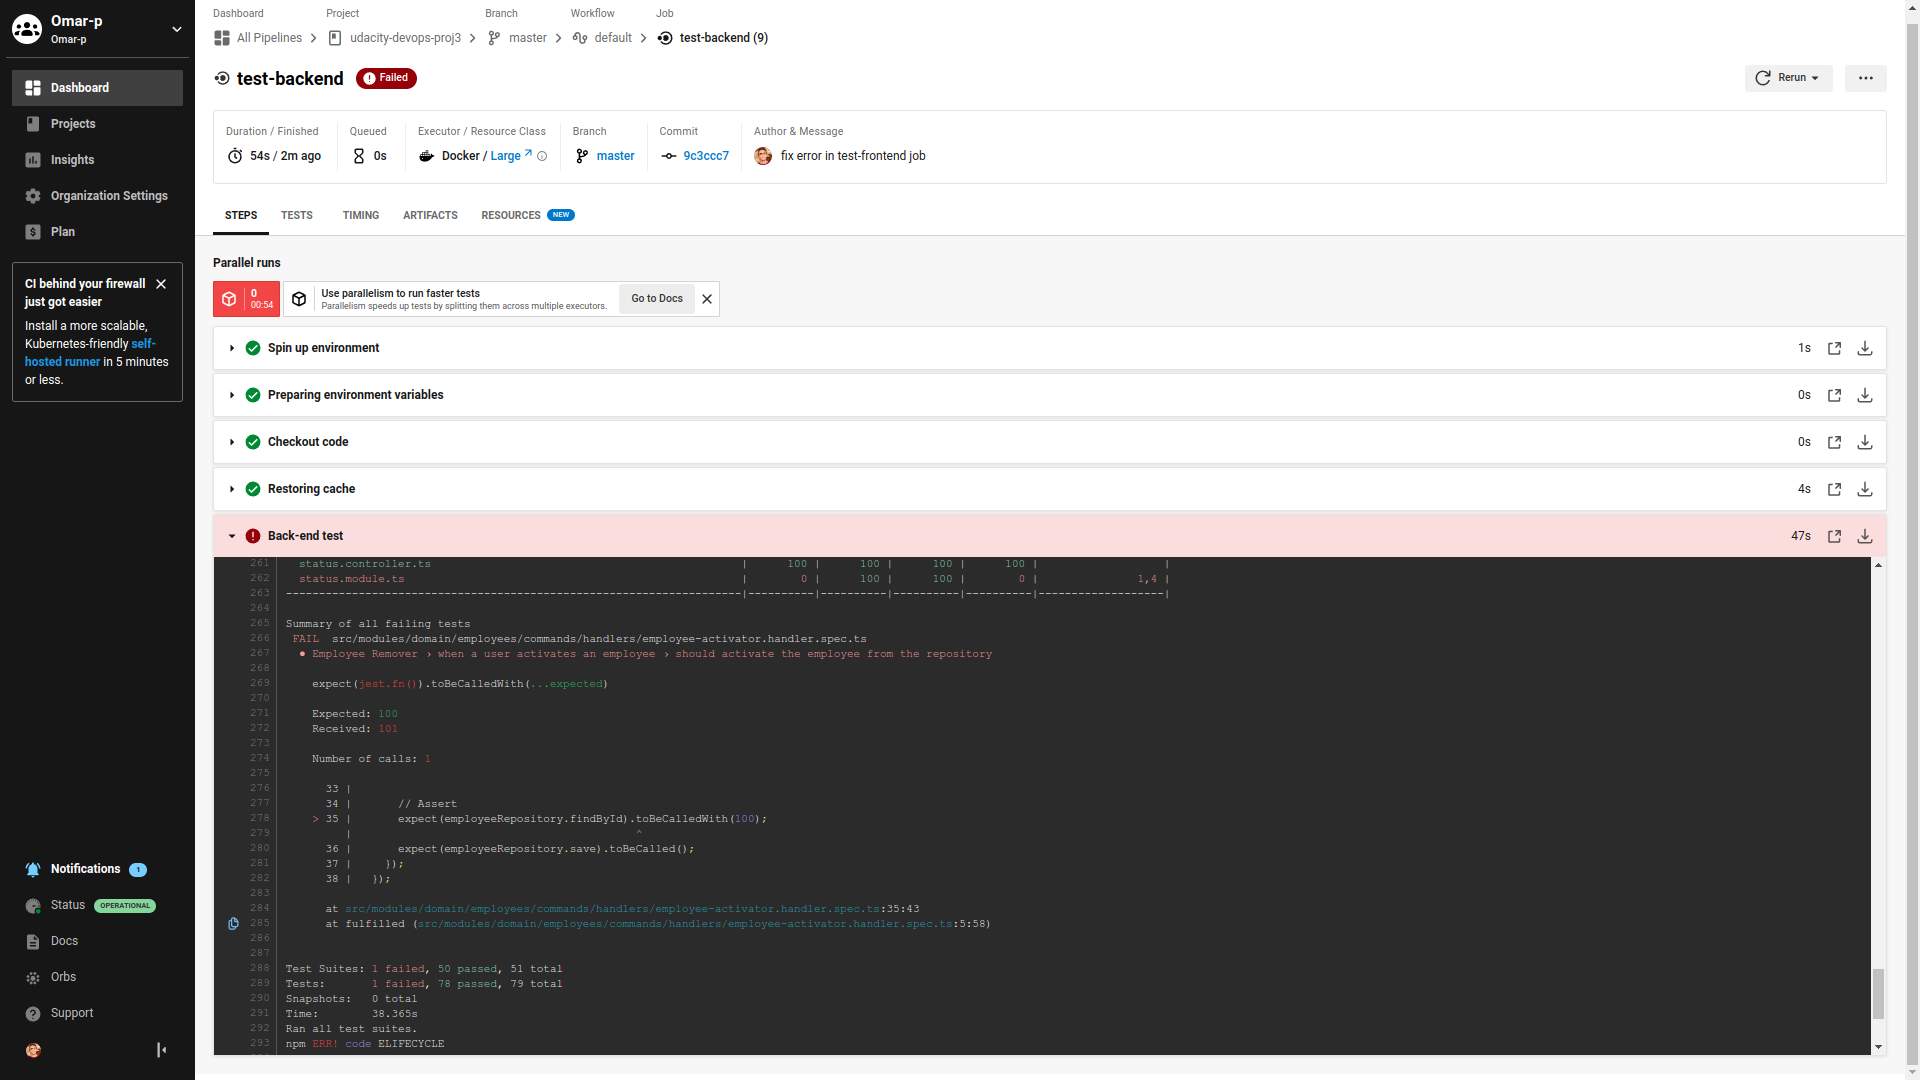 Omar-p
Omar-p
Dashboard
Projects
Insights
Organization Settings
Plan
CI behind your firewall
just got easier
Install a more scalable,
Kubernetes-friendly self-
hosted runner in 5 minutes
or less.
Notifications 1
Status OPERATIONAL
Docs
Orbs
Support
Dashboard Project Branch Workflow Job
All Pipelines udacity-devops-proj3 master default test-backend (9)
test-backend Failed
Rerun
Duration / Finished Queued Executor / Resource Class Branch Commit Author & Message
54s / 2m ago 0s Docker / Large master 9c3ccc7 fix error in test-frontend job
STEPS TESTS TIMING ARTIFACTS RESOURCES NEW
Parallel runs
0
00:54
Use parallelism to run faster tests
Parallelism speeds up tests by splitting them across multiple executors.
Go to Docs
Spin up environment 1s
Preparing environment variables 0s
Checkout code 0s
Restoring cache 4s
Back-end test 47s
261 status.controller.ts | 100 | 100 | 100 | 100 | |
262 status.module.ts | 0 | 100 | 100 | 0 | 1,4 |
263 ---------------------------------------------------------------------|----------|----------|----------|----------|-------------------|
264
265 Summary of all failing tests
266 FAIL src/modules/domain/employees/commands/handlers/employee-activator.handler.spec.ts
267 ● Employee Remover › when a user activates an employee › should activate the employee from the repository
268
269 expect(jest.fn()).toBeCalledWith(...expected)
270
271 Expected: 100
272 Received: 101
273
274 Number of calls: 1
275
276 33 |
277 34 | // Assert
278 > 35 | expect(employeeRepository.findById).toBeCalledWith(100);
279 | ^
280 36 | expect(employeeRepository.save).toBeCalled();
281 37 | });
282 38 | });
283
284 at src/modules/domain/employees/commands/handlers/employee-activator.handler.spec.ts:35:43
285 at fulfilled (src/modules/domain/employees/commands/handlers/employee-activator.handler.spec.ts:5:58)
286
287
288 Test Suites: 1 failed, 50 passed, 51 total
289 Tests: 1 failed, 78 passed, 79 total
290 Snapshots: 0 total
291 Time: 38.365s
292 Ran all test suites.
293 npm ERR! code ELIFECYCLE